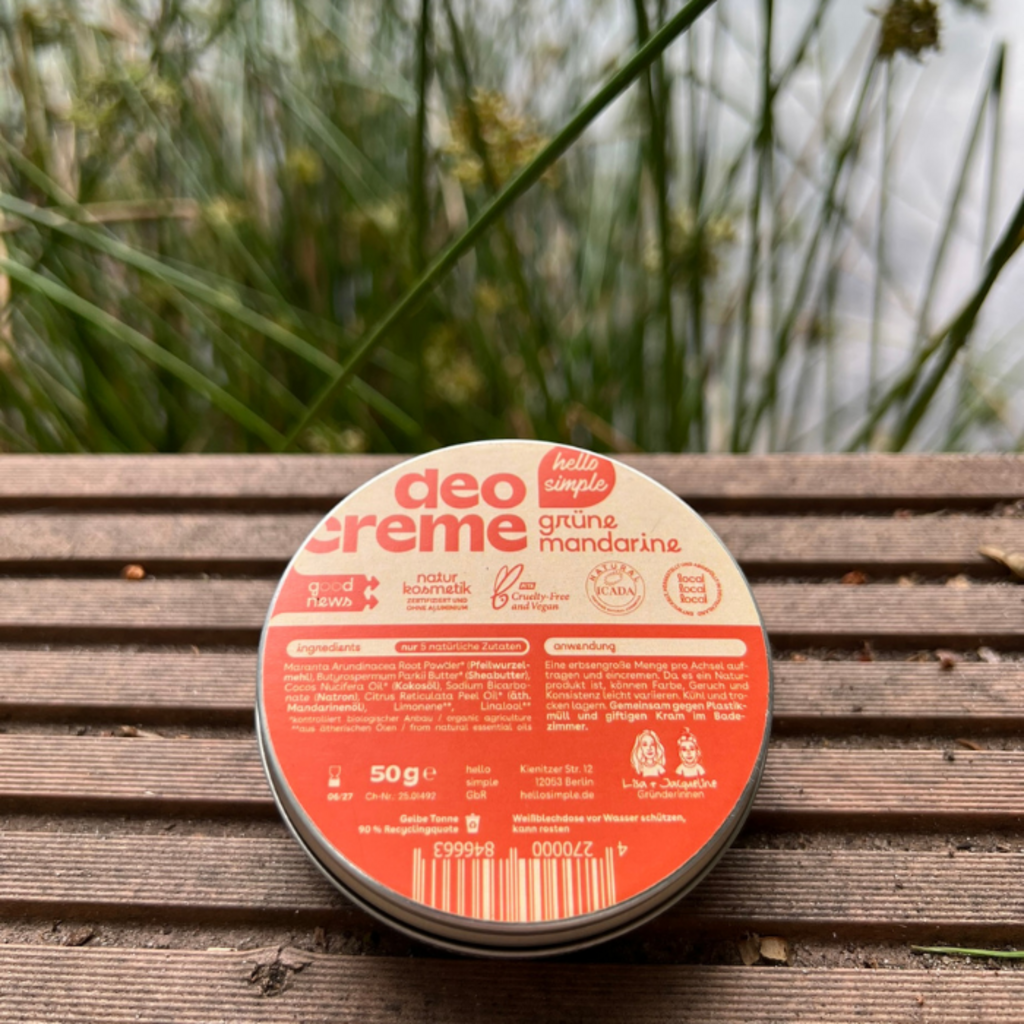 deo
creme
hello
simple
grüne
mandarine
good
news
natur
kosmetik
ZERTIFIZIERT UND
OHNE ALUMINIUM
PETA
Cruelty-Free
and Vegan
NATURAL
ICADA
local
local
local
ingredients
nur 5 natürliche Zutaten
Maranta Arundinacea Root Powder* (Pfeilwurzel-
mehl), Butyrospermum Parkii Butter* (Sheabutter),
Cocos Nucifera Oil* (Kokosöl), Sodium Bicarbo-
nate (Natron), Citrus Reticulata Peel Oil* (äth.
Mandarinenöl), Limonene**, Linalool**
*kontrolliert biologischer Anbau / organic agriculture
**aus ätherischen Ölen / from natural essential oils
anwendung
Eine erbsengroße Menge pro Achsel auf-
tragen und eincremen. Da es ein Natur-
produkt ist, können Farbe, Geruch und
Konsistenz leicht variieren. Kühl und tro-
cken lagern. Gemeinsam gegen Plastik-
müll und giftigen Kram im Bade-
zimmer.
06/27
50 g e
Ch-Nr.: 25.01492
hello
simple
GbR
Kienitzer Str. 12
12053 Berlin
hellosimple.de
Lisa + Jacqueline
Gründerinnen
Gelbe Tonne
90 % Recyclingquote
Weißblechdose vor Wasser schützen,
kann rosten
4 270000 846663